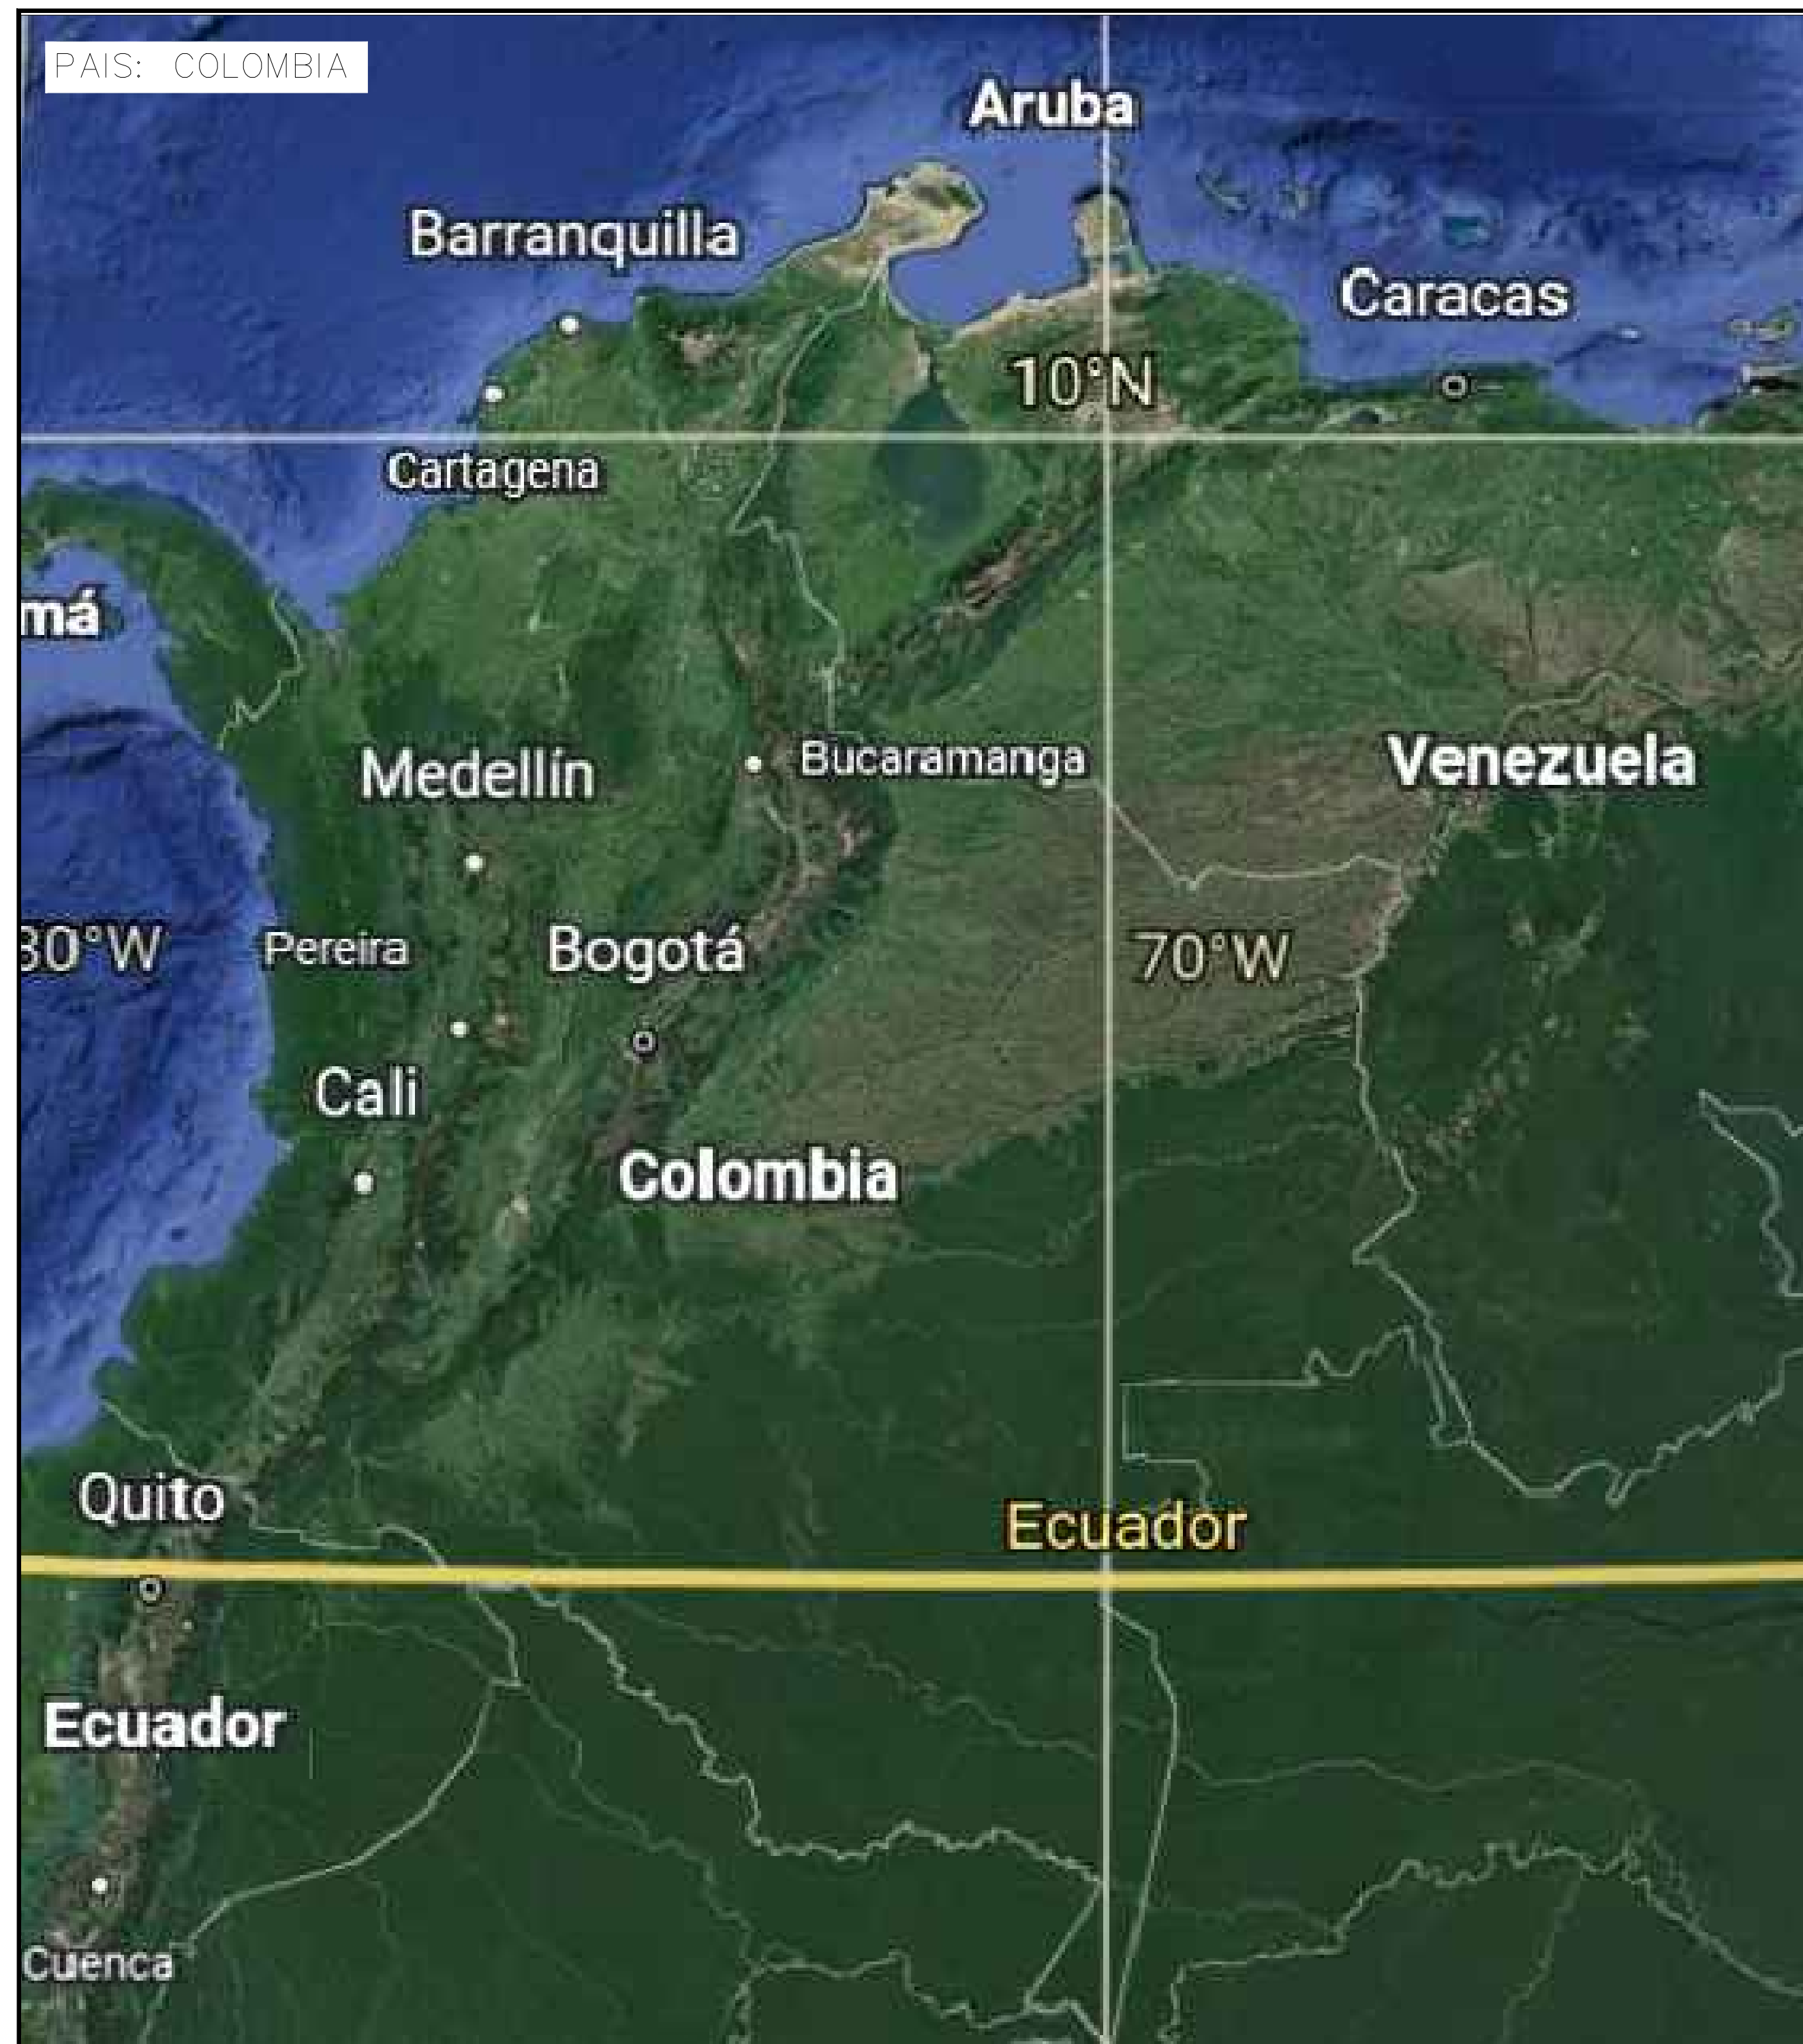 PAIS: COLOMBIA
Aruba
Barranquilla
Caracas
10°N
Cartagena
má
Medellín
Bucaramanga
Venezuela
30°W
Pereira
Bogotá
70°W
Cali
Colombia
Quito
Ecuador
Ecuador
Cuenca